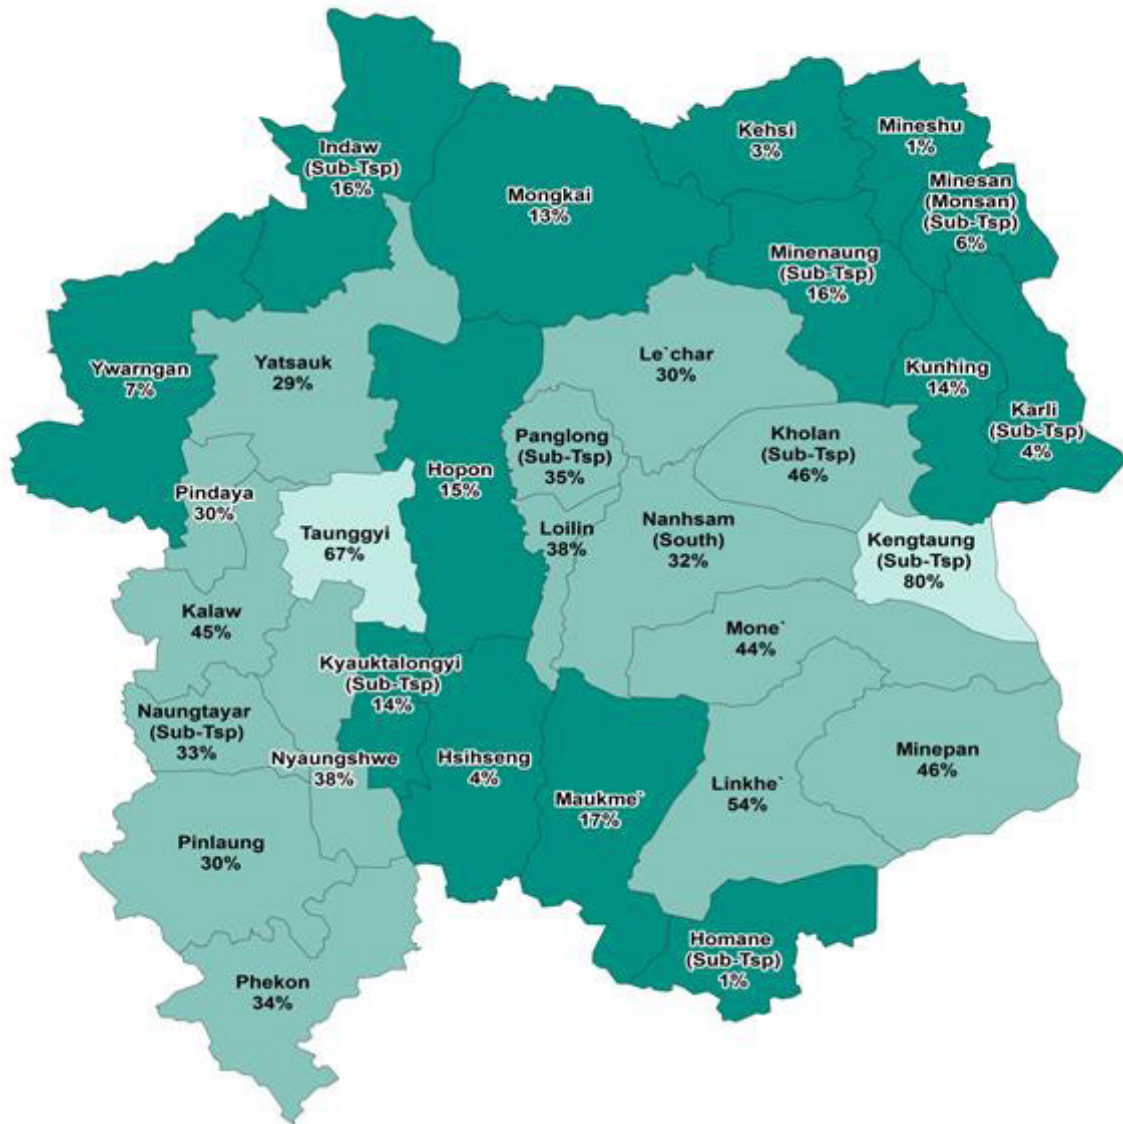 Kehsi
3%
Mineshu
1%
Indaw
(Sub-Tsp)
16%
Mongkai
13%
Minesan
(Monsan)
(Sub-Tsp)
6%
Minenaung
(Sub-Tsp)
16%
Ywarngan
7%
Yatsauk
29%
Le`char
30%
Kunhing
14%
Karli
(Sub-Tsp)
4%
Panglong
(Sub-Tsp)
35%
Kholan
(Sub-Tsp)
46%
Hopon
15%
Pindaya
30%
Taunggyi
67%
Loilin
38%
Nanhsam
(South)
32%
Kengtaung
(Sub-Tsp)
80%
Kalaw
45%
Mone`
44%
Kyauktalongyi
(Sub-Tsp)
14%
Naungtayar
(Sub-Tsp)
33%
Nyaungshwe
38%
Hsihseng
4%
Maukme`
17%
Linkhe`
54%
Minepan
46%
Pinlaung
30%
Homane
(Sub-Tsp)
1%
Phekon
34%